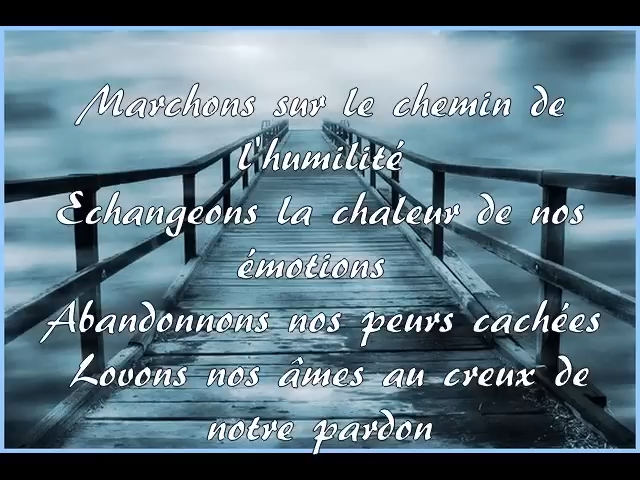 Marchons sur le chemin de
l'humilité
Echangeons la chaleur de nos
émotions
Abandonnons nos peurs cachées
Lovons nos âmes au creux de
notre pardon